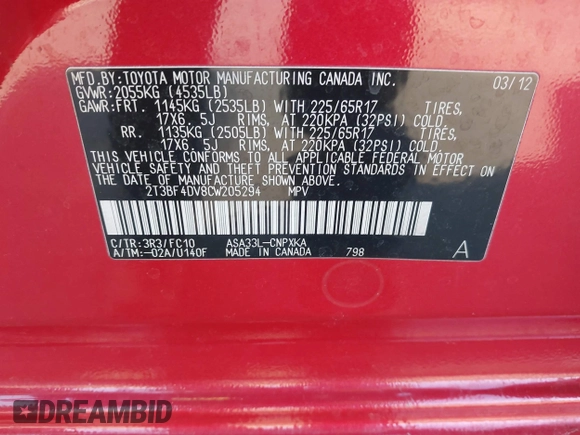 MFD.BY:TOYOTA MOTOR MANUFACTURING CANADA INC. 03/12
GVWR:2055KG (4535LB)
GAWR:FRT. 1145KG (2535LB) WITH 225/65R17 TIRES,
17X6.5J RIMS, AT 220KPA (32PSI) COLD.
RR. 1135KG (2505LB) WITH 225/65R17 TIRES,
17X6.5J RIMS, AT 220KPA (32PSI) COLD.
THIS VEHICLE CONFORMS TO ALL APPLICABLE FEDERAL MOTOR
VEHICLE SAFETY AND THEFT PREVENTION STANDARDS IN EFFECT ON
THE DATE OF MANUFACTURE SHOWN ABOVE.
2T3BF4DV8CW205294 MPV
C/TR:3R3/FC10 ASA33L-CNPXKA
A/TM:-02A/U140F MADE IN CANADA 798 A
DREAMBID